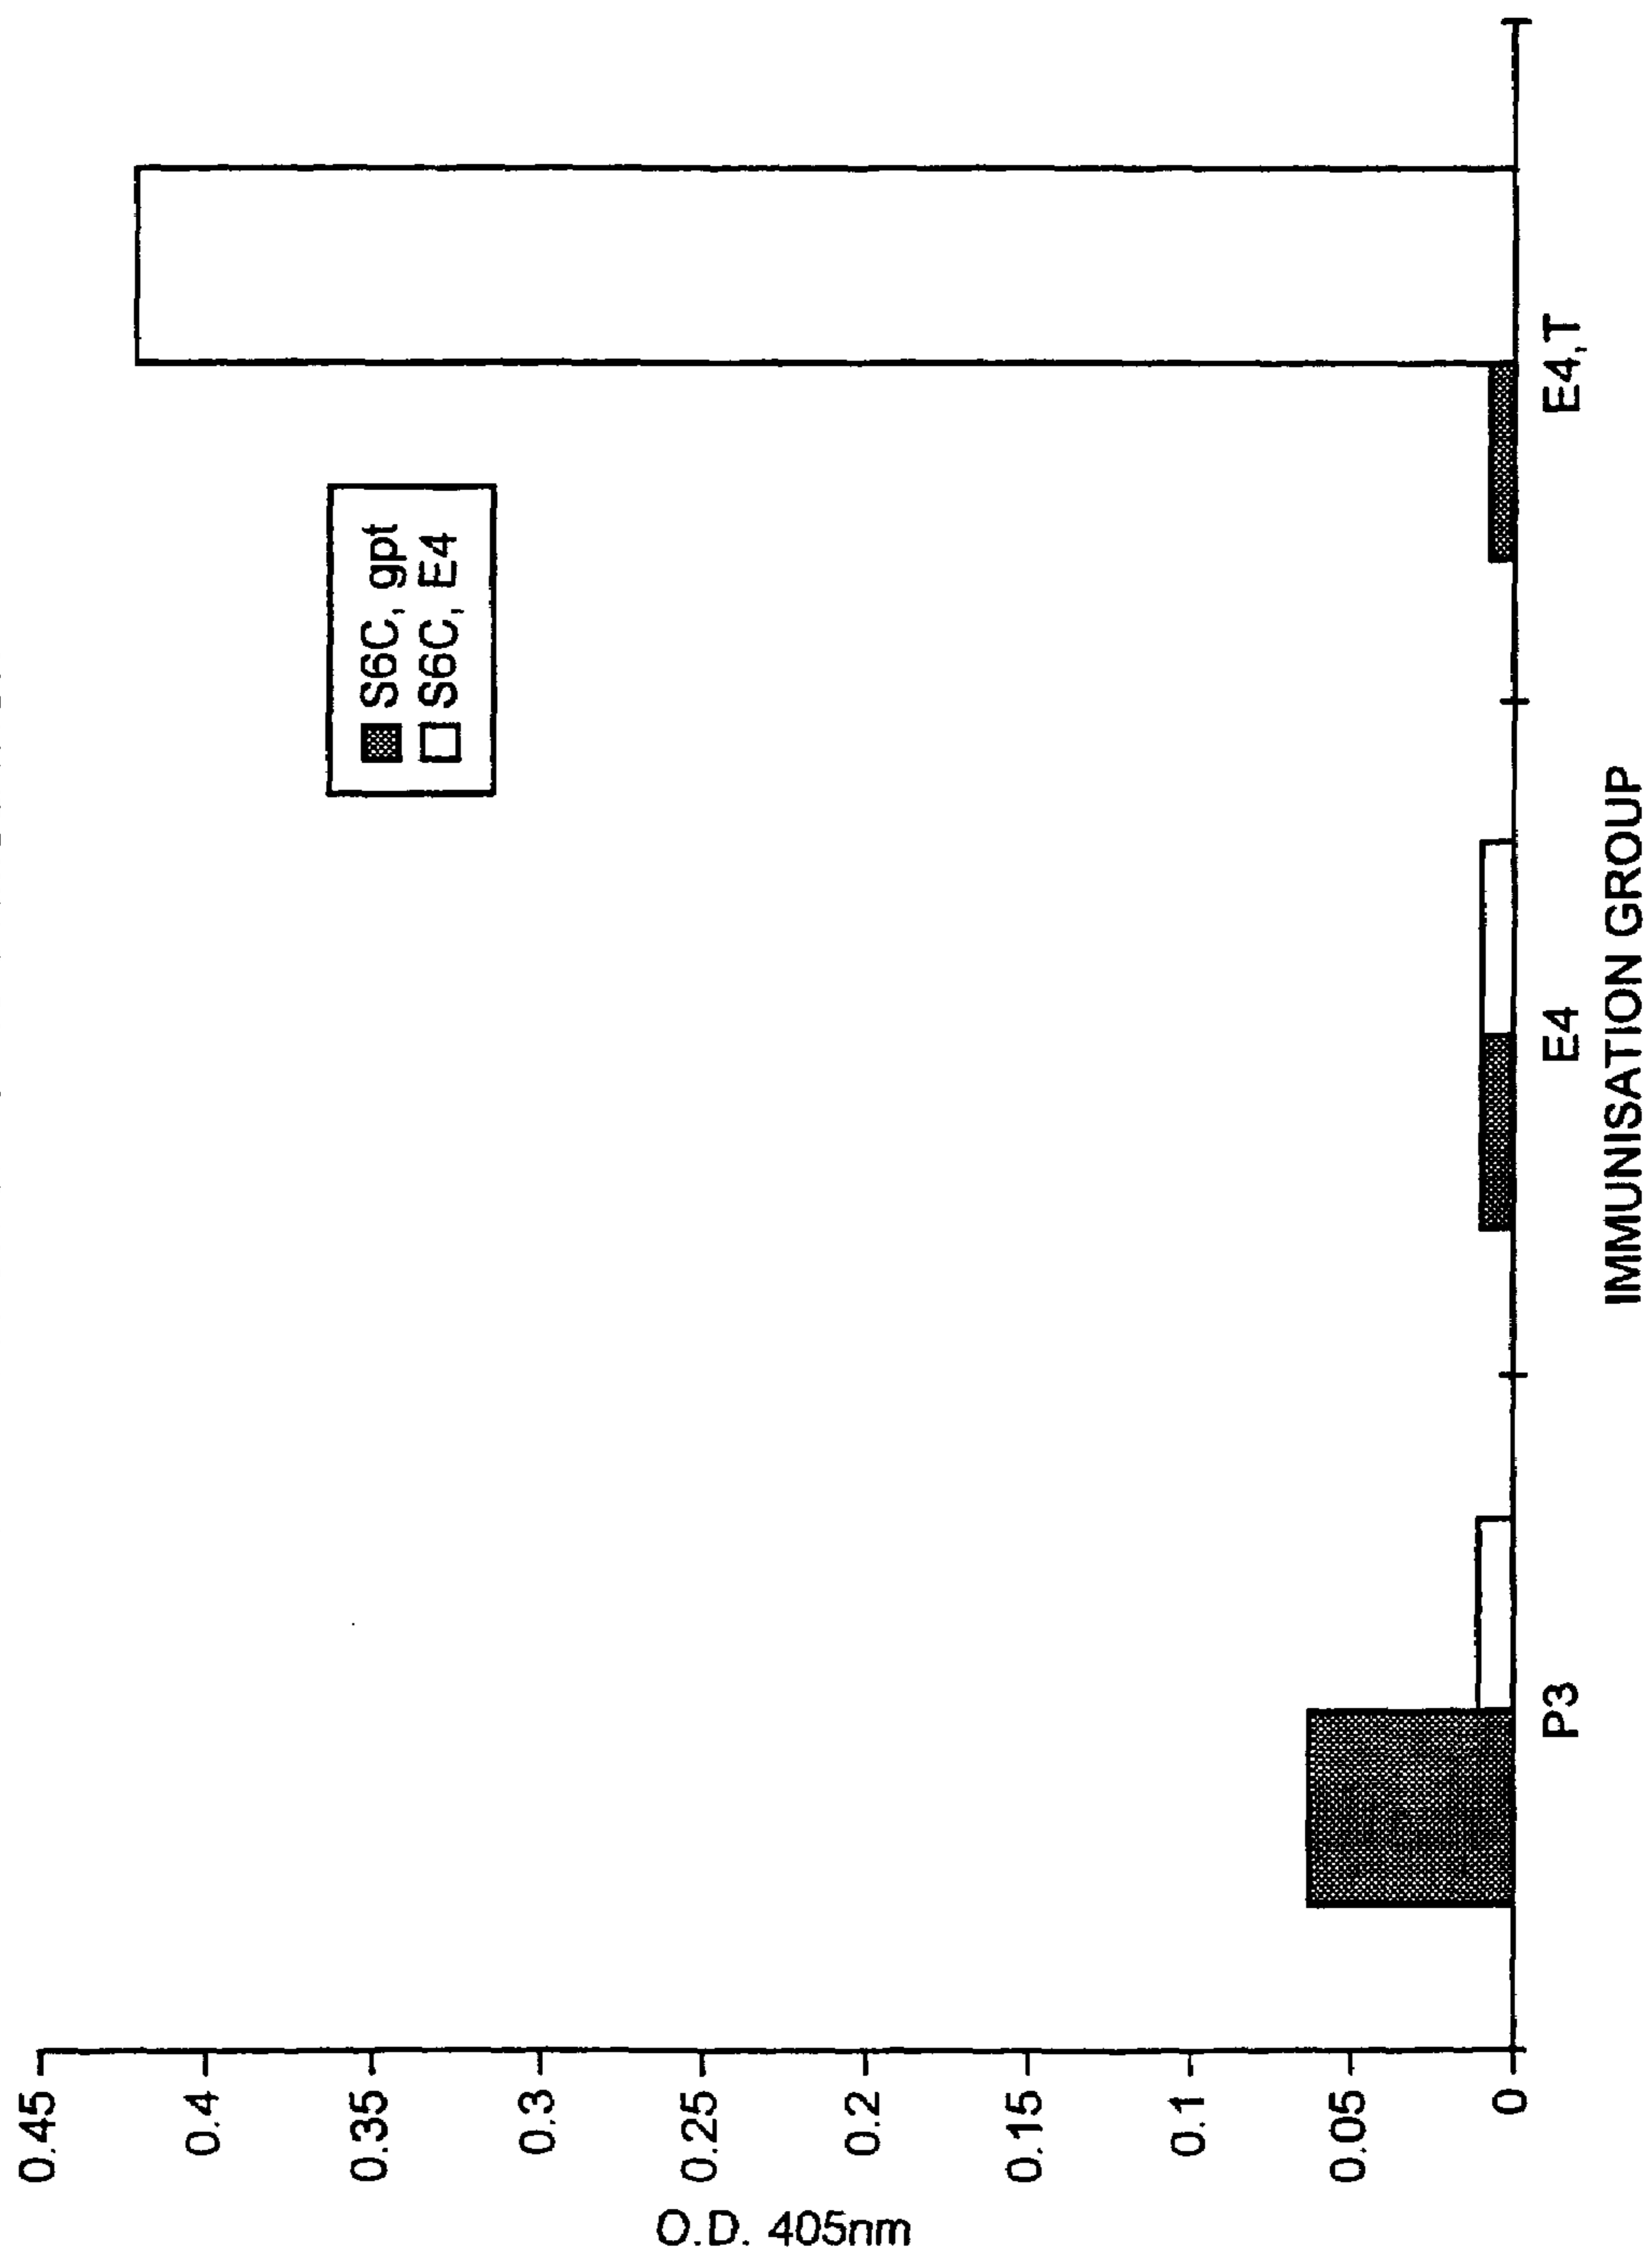 0.45
0.4
0.35
0.3
0.25
0.2
0.15
0.1
0.05
0
O.D. 405nm
S6C, gpt
S6C, E4
P3
E4
E4,T
IMMUNISATION GROUP